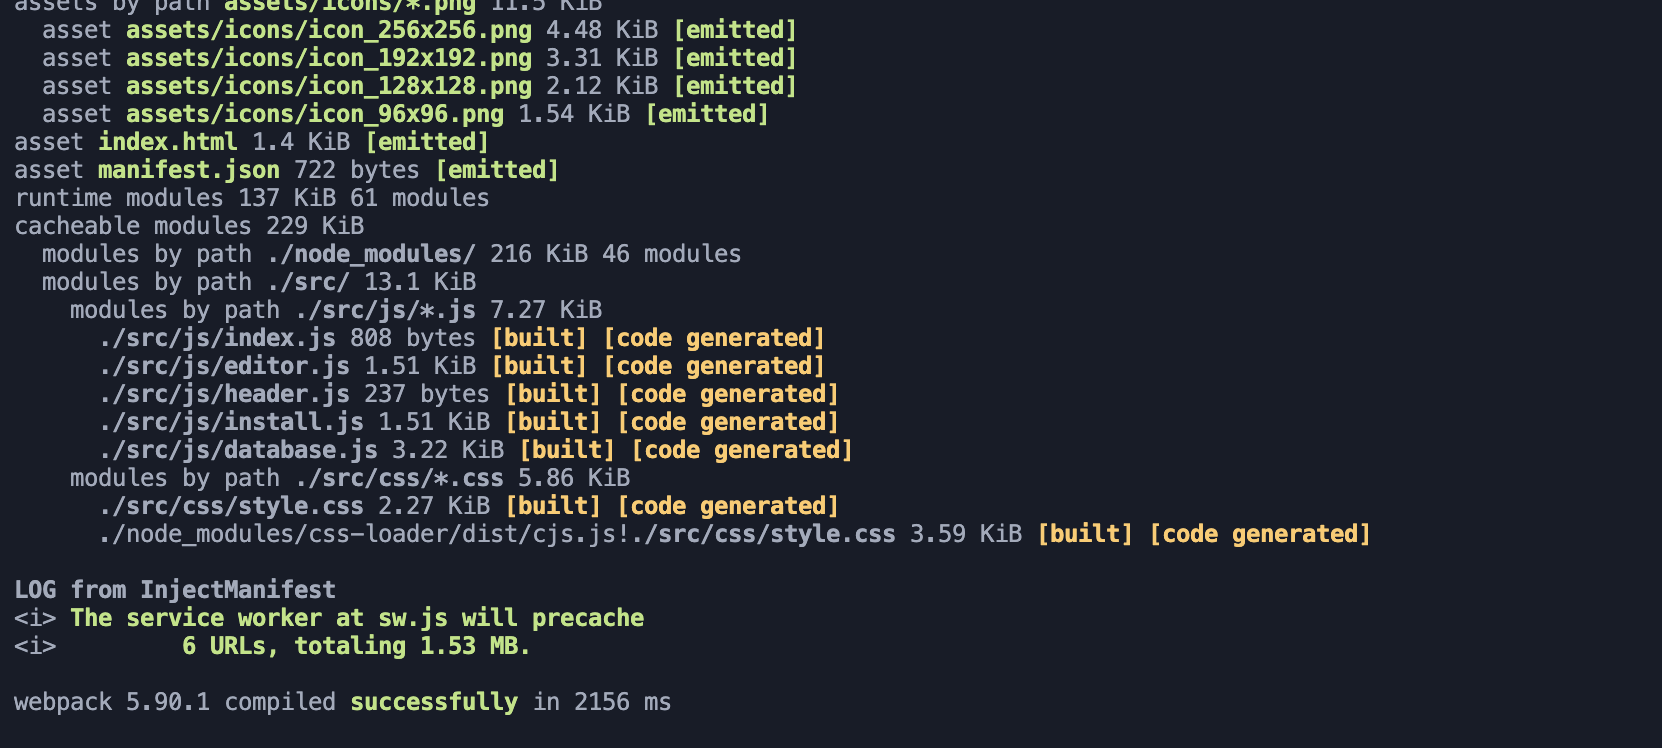 assets by path assets/icons/*.png 11.5 KiB
asset assets/icons/icon_256x256.png 4.48 KiB [emitted]
asset assets/icons/icon_192x192.png 3.31 KiB [emitted]
asset assets/icons/icon_128x128.png 2.12 KiB [emitted]
asset assets/icons/icon_96x96.png 1.54 KiB [emitted]
asset index.html 1.4 KiB [emitted]
asset manifest.json 722 bytes [emitted]
runtime modules 137 KiB 61 modules
cacheable modules 229 KiB
modules by path ./node_modules/ 216 KiB 46 modules
modules by path ./src/ 13.1 KiB
modules by path ./src/js/*.js 7.27 KiB
./src/js/index.js 808 bytes [built] [code generated]
./src/js/editor.js 1.51 KiB [built] [code generated]
./src/js/header.js 237 bytes [built] [code generated]
./src/js/install.js 1.51 KiB [built] [code generated]
./src/js/database.js 3.22 KiB [built] [code generated]
modules by path ./src/css/*.css 5.86 KiB
./src/css/style.css 2.27 KiB [built] [code generated]
./node_modules/css-loader/dist/cjs.js!./src/css/style.css 3.59 KiB [built] [code generated]
LOG from InjectManifest
<i> The service worker at sw.js will precache
<i> 6 URLs, totaling 1.53 MB.
webpack 5.90.1 compiled successfully in 2156 ms